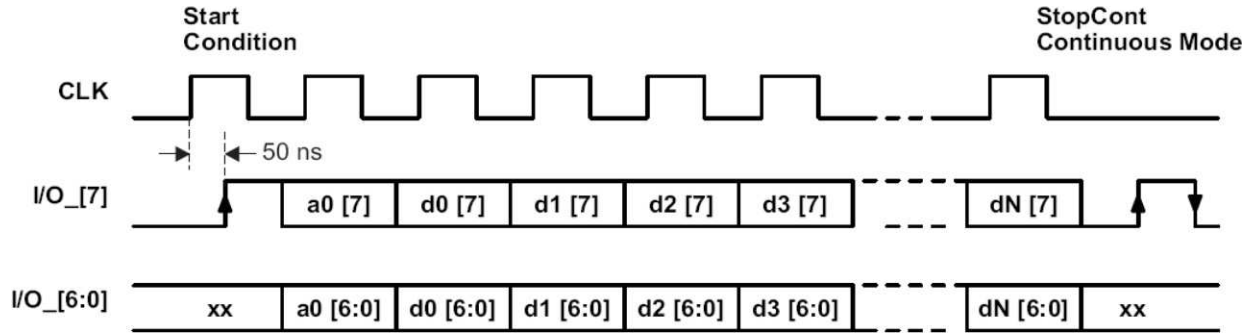 Start
Condition
StopCont
Continuous Mode
CLK
50 ns
I/O_[7]
a0 [7] d0 [7] d1 [7] d2 [7] d3 [7] dN [7]
I/O_[6:0]
xx a0 [6:0] d0 [6:0] d1 [6:0] d2 [6:0] d3 [6:0] dN [6:0] xx